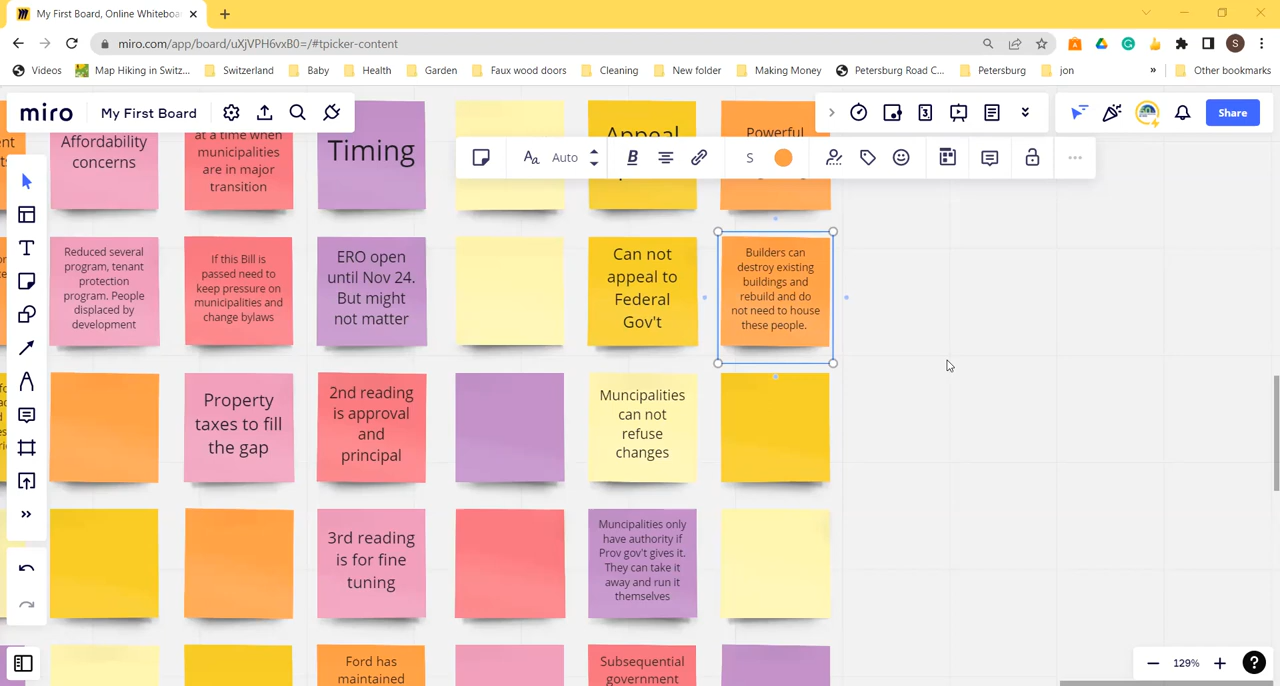 My First Board, Online Whiteboa
miro.com/app/board/uXjVPH6vxB0=/#tpicker-content
S
Videos
Map Hiking in Switz...
Switzerland
Baby
Health
Garden
Faux wood doors
Cleaning
New folder
Making Money
Petersburg Road C...
Petersburg
jon
»
Other bookmarks
miro
My First Board
Share
Auto
B
S
Affordability
concerns
at a time when
municipalities
are in major
transition
Timing
Appeal
Powerful
Reduced several
program, tenant
protection
program. People
displaced by
development
If this Bill is
passed need to
keep pressure on
municipalities and
change bylaws
ERO open
until Nov 24.
But might
not matter
Can not
appeal to
Federal
Gov't
Builders can
destroy existing
buildings and
rebuild and do
not need to house
these people.
Property
taxes to fill
the gap
2nd reading
is approval
and
principal
Muncipalities
can not
refuse
changes
3rd reading
is for fine
tuning
Muncipalities only
have authority if
Prov gov't gives it.
They can take it
away and run it
themselves
Ford has
maintained
Subsequential
government
129%